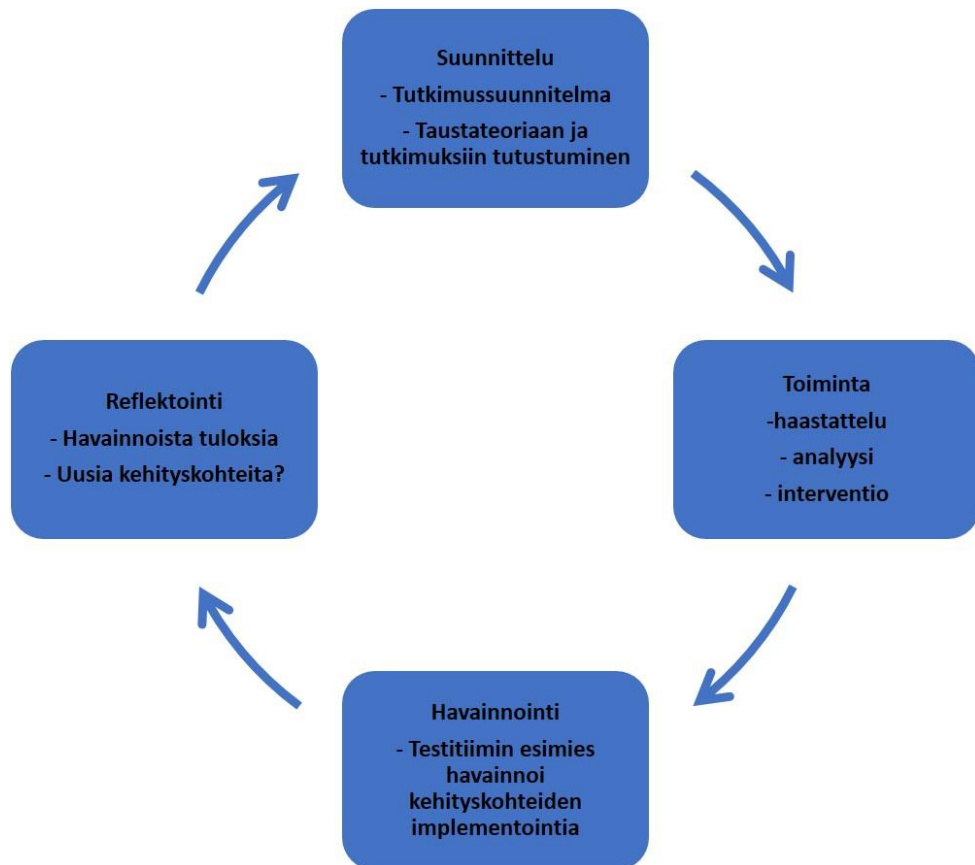 Suunnittelu
- Tutkimussuunnitelma
- Taustateoriaan ja
tutkimuksiin tutustuminen
Toiminta
-haastattelu
- analyysi
- interventio
Havainnointi
- Testitiimin esimies
havainnoi
kehityskohteiden
implementointia
Reflektointi
- Havainnoista tuloksia
- Uusia kehityskohteita?